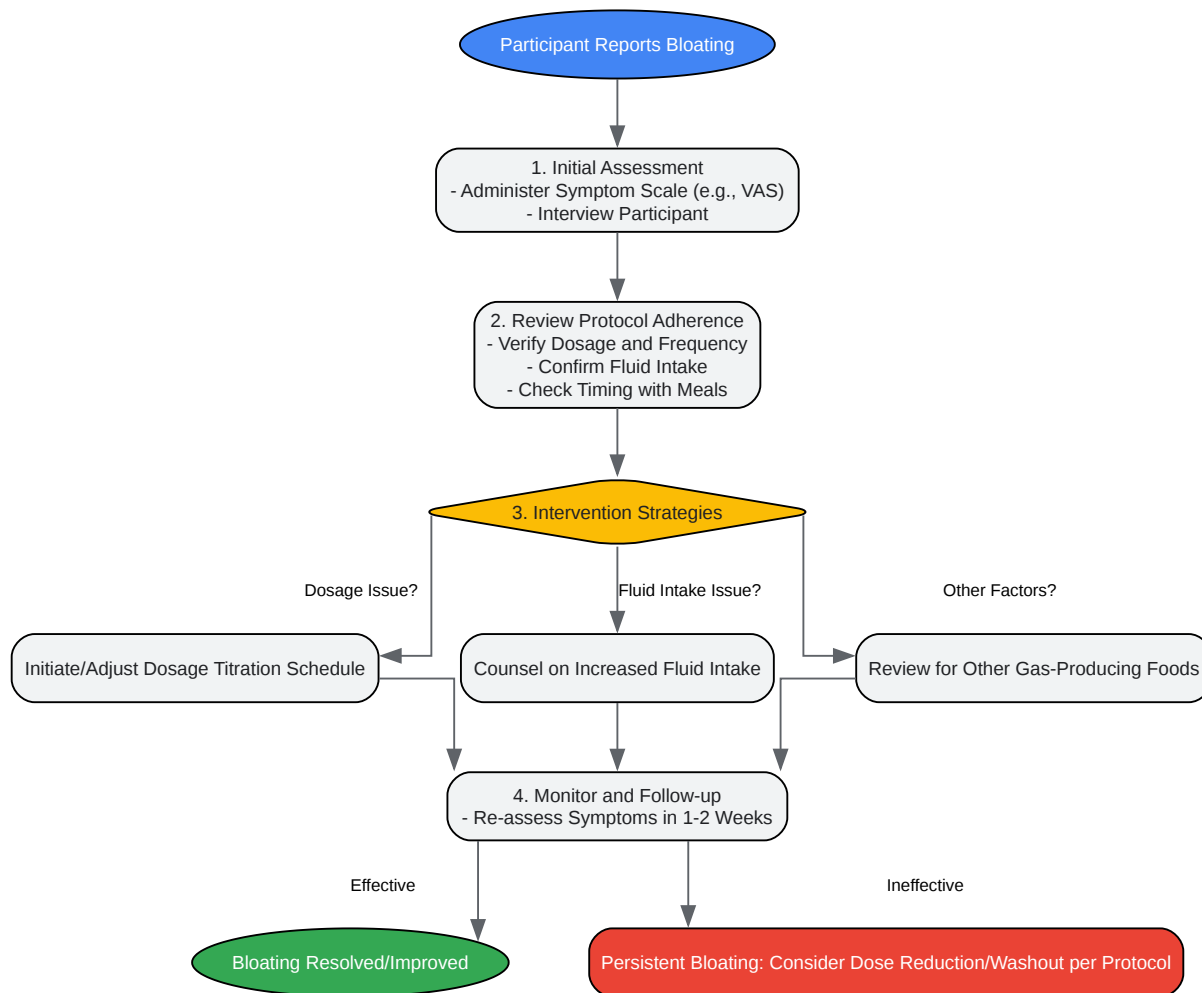 Participant Reports Bloating
1. Initial Assessment
- Administer Symptom Scale (e.g., VAS)
- Interview Participant
2. Review Protocol Adherence
- Verify Dosage and Frequency
- Confirm Fluid Intake
- Check Timing with Meals
3. Intervention Strategies
Dosage Issue?
Fluid Intake Issue?
Other Factors?
Initiate/Adjust Dosage Titration Schedule
Counsel on Increased Fluid Intake
Review for Other Gas-Producing Foods
4. Monitor and Follow-up
- Re-assess Symptoms in 1-2 Weeks
Effective
Ineffective
Bloating Resolved/Improved
Persistent Bloating: Consider Dose Reduction/Washout per Protocol